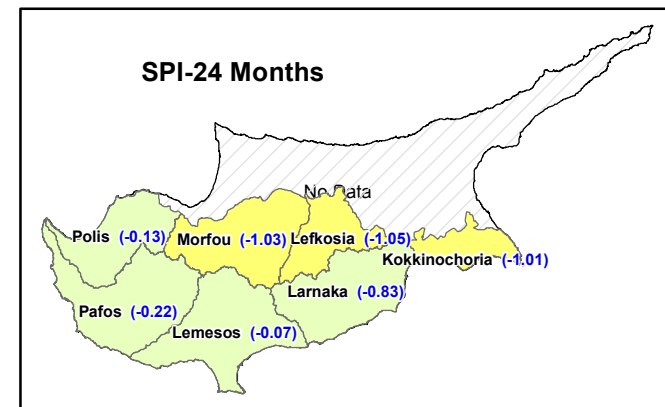 SPI-24 Months
No Data
Polis (-0.13)
Morfou (-1.03)
Lefkosia (-1.05)
Kokkinochoria (-1.01)
Pafos (-0.22)
Larnaka (-0.83)
Lemesos (-0.07)